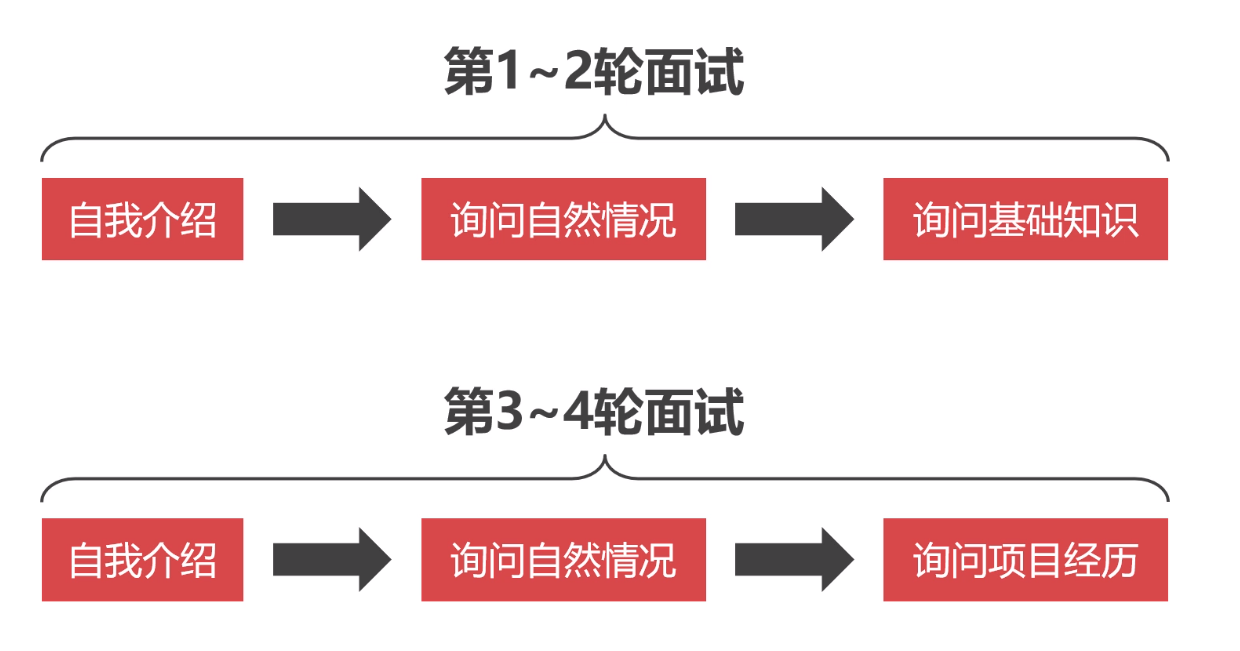 第1~2轮面试
自我介绍
询问自然情况
询问基础知识
第3~4轮面试
自我介绍
询问自然情况
询问项目经历